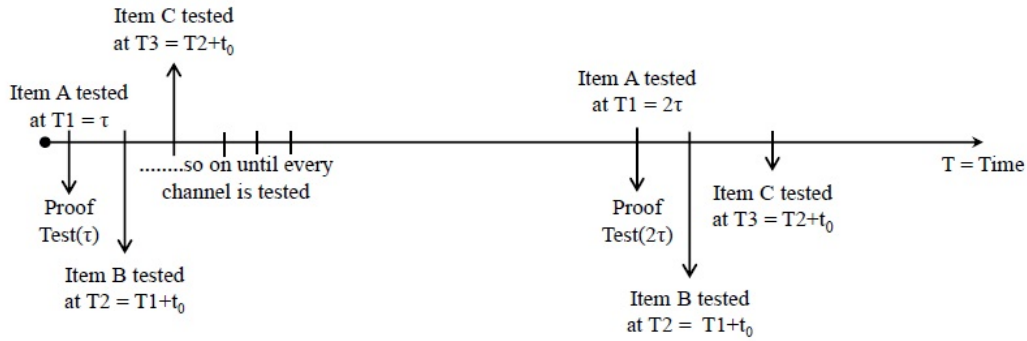 Item C tested
at T3 = T2+t₀
Item A tested
at T1 = τ
Item A tested
at T1 = 2τ
.........so on until every
channel is tested
T = Time
Proof
Test(τ)
Item B tested
at T2 = T1+t₀
Proof
Test(2τ)
Item C tested
at T3 = T2+t₀
Item B tested
at T2 = T1+t₀